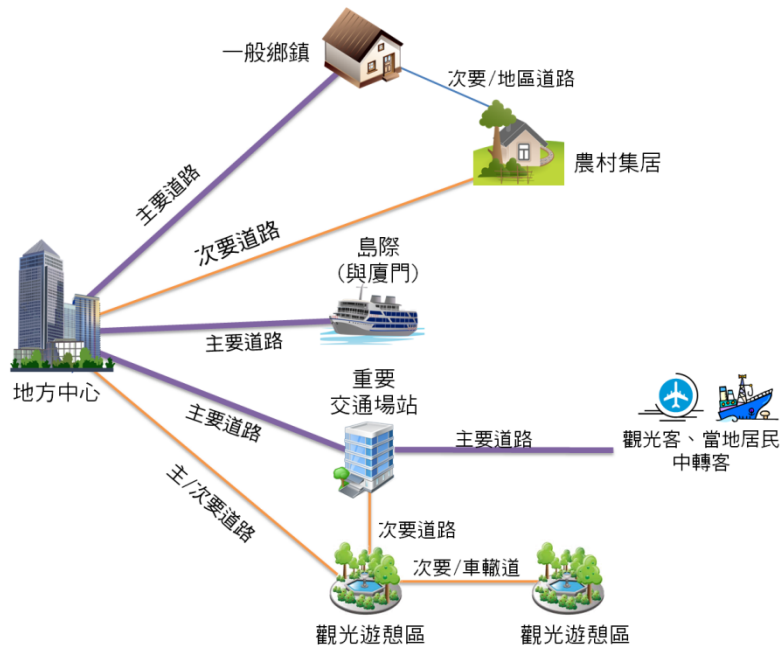 一般鄉鎮
次要/地區道路
農村集居
主要道路
次要道路
島際
(與廈門)
主要道路
地方中心
重要
交通場站
主要道路
主要道路
觀光客、當地居民
中轉客
主/次要道路
次要道路
次要/車轍道
觀光遊憩區
觀光遊憩區